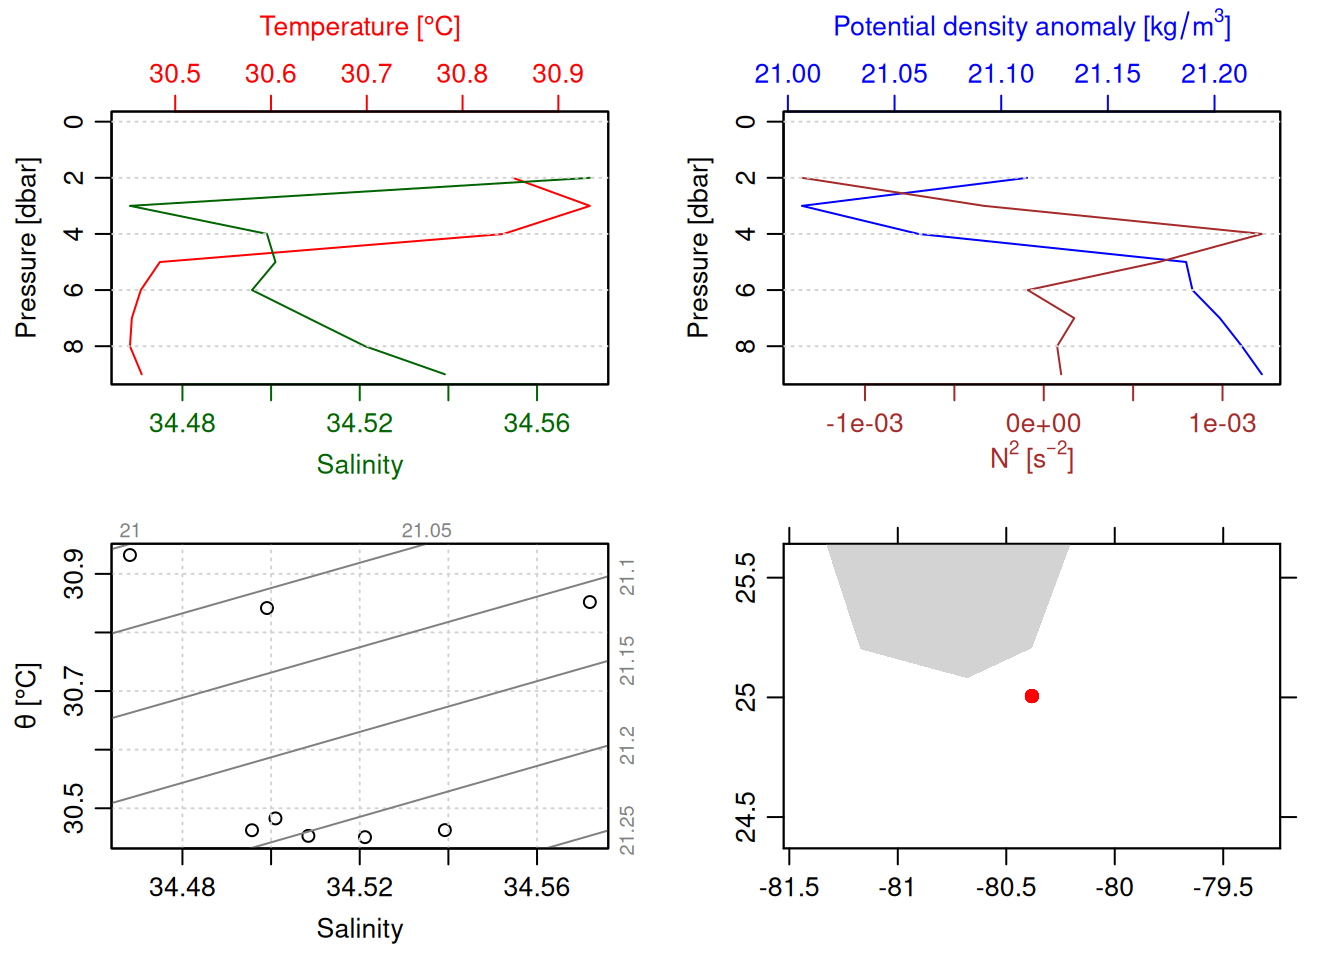 Temperature [°C]
30.5 30.6 30.7 30.8 30.9
Pressure [dbar]
0
2
4
6
8
34.48 34.52 34.56
Salinity
Potential density anomaly [kg/m³]
21.00 21.05 21.10 21.15 21.20
Pressure [dbar]
0
2
4
6
8
-1e-03 0e+00 1e-03
N² [s⁻²]
21 21.05
21.1
21.15
21.2
21.25
θ [°C]
30.9
30.7
30.5
34.48 34.52 34.56
Salinity
25.5
25
24.5
-81.5 -81 -80.5 -80 -79.5